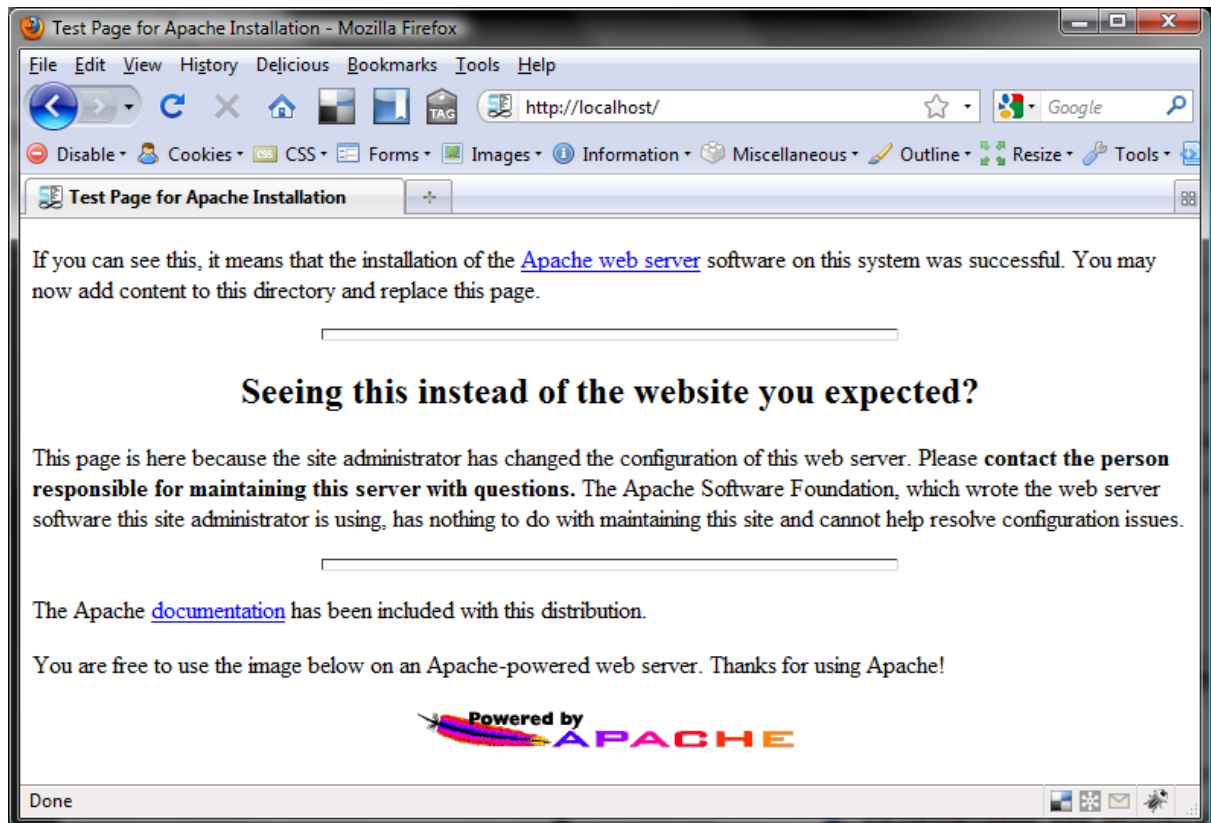 Test Page for Apache Installation - Mozilla Firefox
File Edit View History Delicious Bookmarks Tools Help
TAG http://localhost/ Google
Disable Cookies CSS Forms Images Information Miscellaneous Outline Resize Tools
Test Page for Apache Installation
If you can see this, it means that the installation of the Apache web server software on this system was successful. You may
now add content to this directory and replace this page.
Seeing this instead of the website you expected?
This page is here because the site administrator has changed the configuration of this web server. Please contact the person
responsible for maintaining this server with questions. The Apache Software Foundation, which wrote the web server
software this site administrator is using, has nothing to do with maintaining this site and cannot help resolve configuration issues.
The Apache documentation has been included with this distribution.
You are free to use the image below on an Apache-powered web server. Thanks for using Apache!
Powered by
APACHE
Done